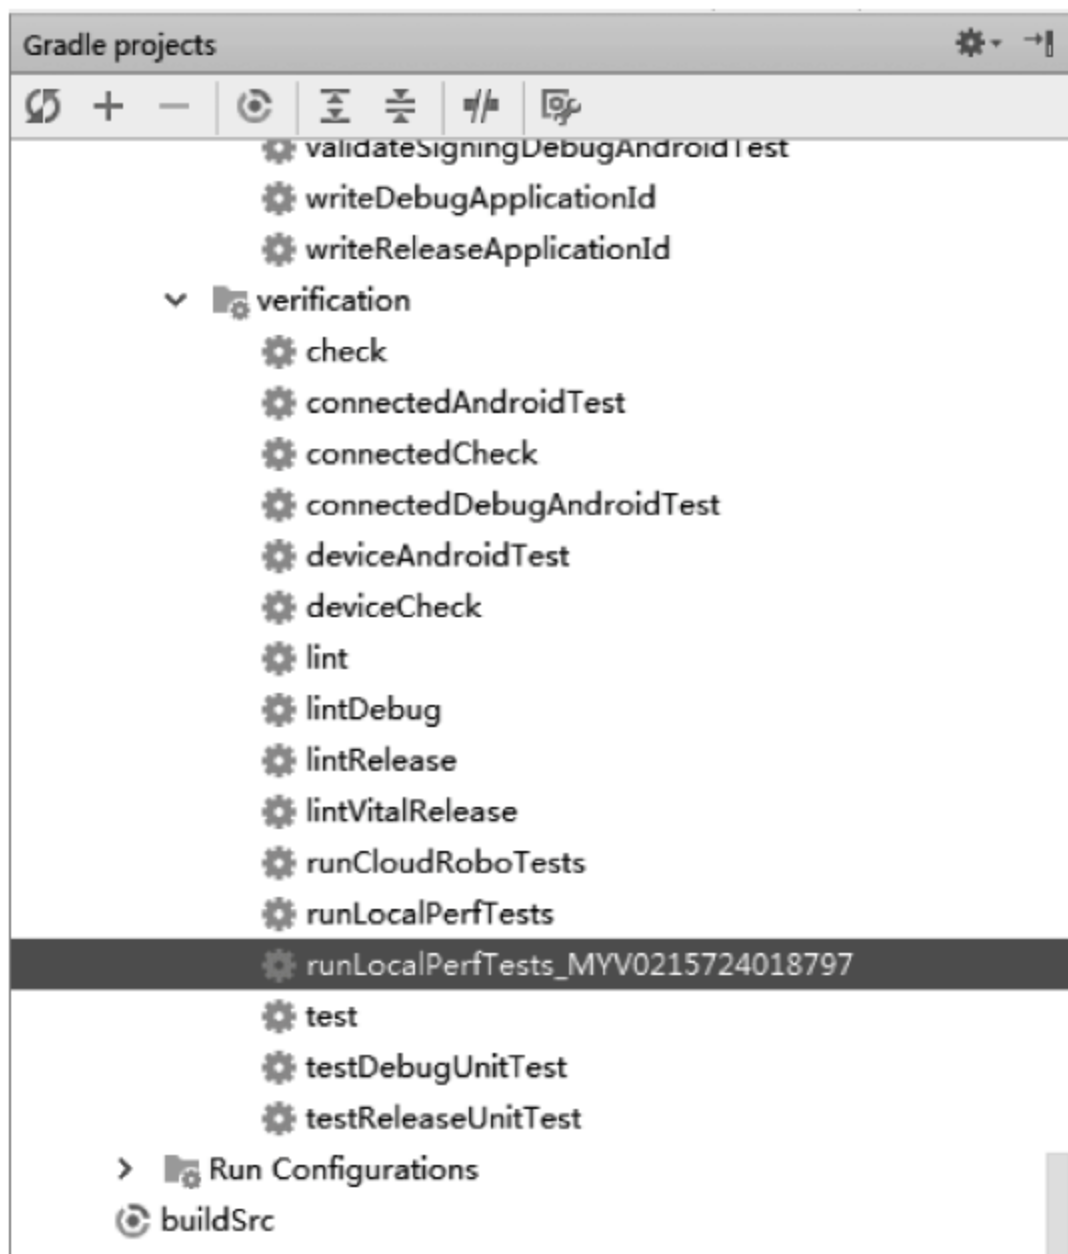 Gradle projects
validateSigningDebugAndroidTest
writeDebugApplicationId
writeReleaseApplicationId
verification
check
connectedAndroidTest
connectedCheck
connectedDebugAndroidTest
deviceAndroidTest
deviceCheck
lint
lintDebug
lintRelease
lintVitalRelease
runCloudRoboTests
runLocalPerfTests
runLocalPerfTests_MYV0215724018797
test
testDebugUnitTest
testReleaseUnitTest
Run Configurations
buildSrc